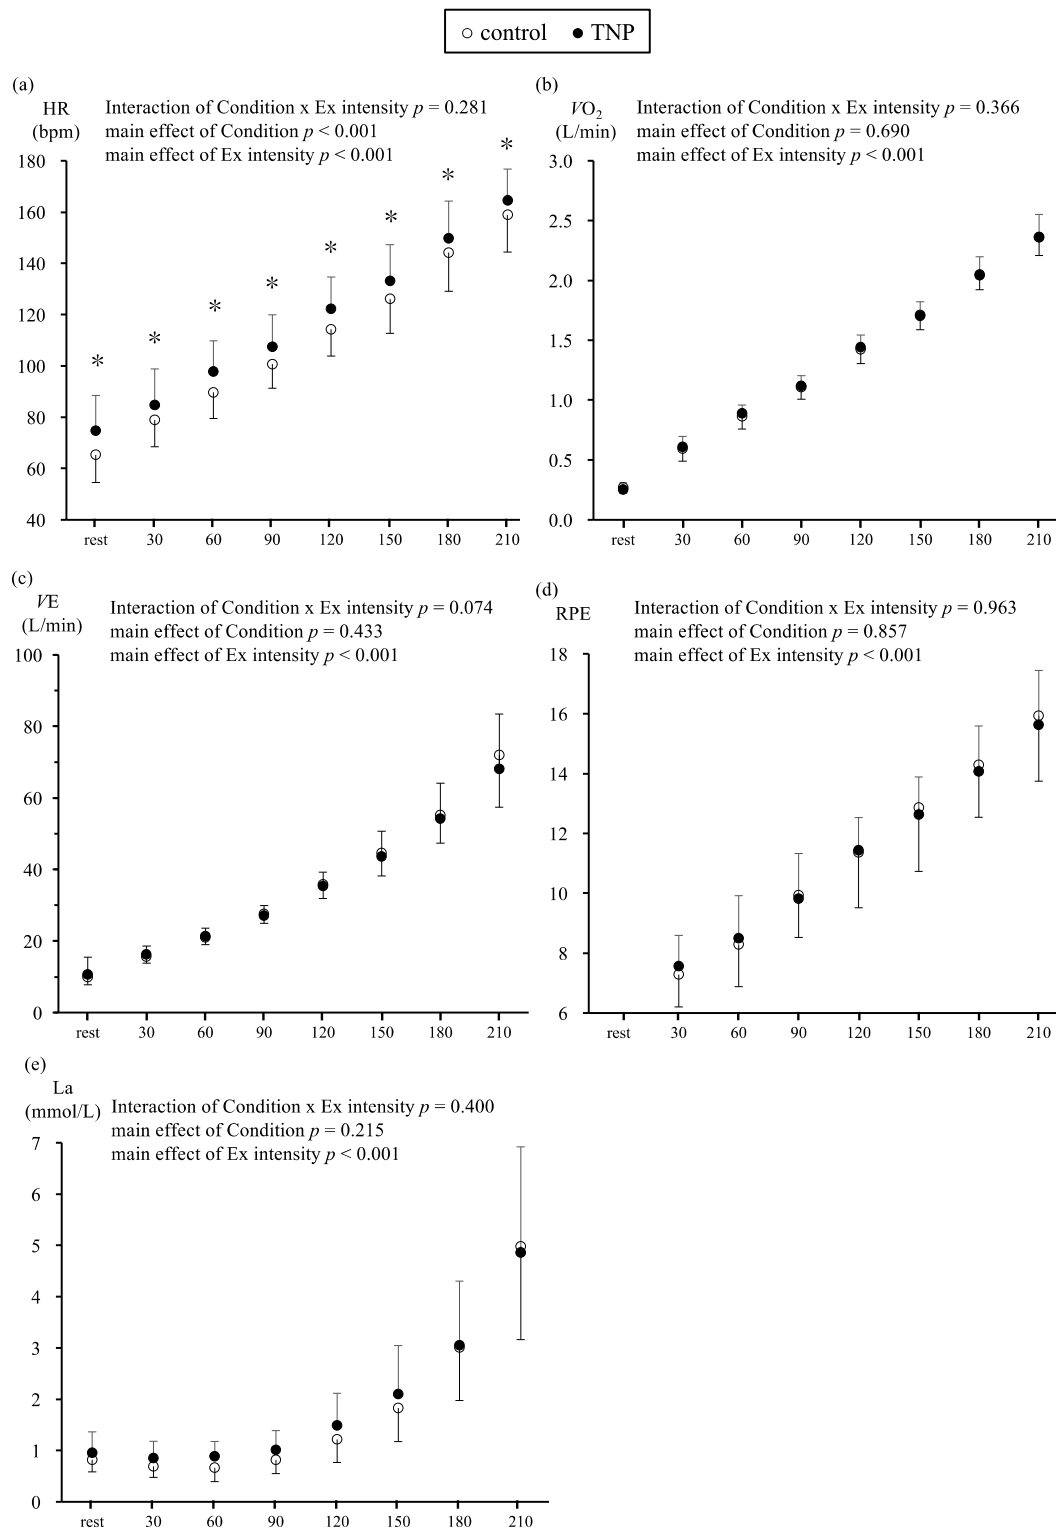 control TNP
(a)
HR
(bpm)
Interaction of Condition x Ex intensity p = 0.281
main effect of Condition p < 0.001
main effect of Ex intensity p < 0.001
180
160
140
120
100
80
60
40
* * * * * * * *
rest 30 60 90 120 150 180 210
(b)
VO2
(L/min)
Interaction of Condition x Ex intensity p = 0.366
main effect of Condition p = 0.690
main effect of Ex intensity p < 0.001
3.0
2.5
2.0
1.5
1.0
0.5
0.0
rest 30 60 90 120 150 180 210
(c)
VE
(L/min)
Interaction of Condition x Ex intensity p = 0.074
main effect of Condition p = 0.433
main effect of Ex intensity p < 0.001
100
80
60
40
20
0
rest 30 60 90 120 150 180 210
(d)
RPE
Interaction of Condition x Ex intensity p = 0.963
main effect of Condition p = 0.857
main effect of Ex intensity p < 0.001
18
16
14
12
10
8
6
rest 30 60 90 120 150 180 210
(e)
La
(mmol/L)
Interaction of Condition x Ex intensity p = 0.400
main effect of Condition p = 0.215
main effect of Ex intensity p < 0.001
7
6
5
4
3
2
1
0
rest 30 60 90 120 150 180 210